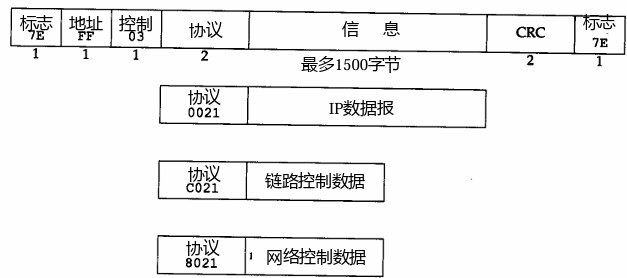 标志 地址 控制 协议 信 息 CRC 标志
7E FF 03 7E
1 1 1 2 最多1500字节 2 1
协议 IP数据报
0021
协议 链路控制数据
C021
协议 网络控制数据
8021